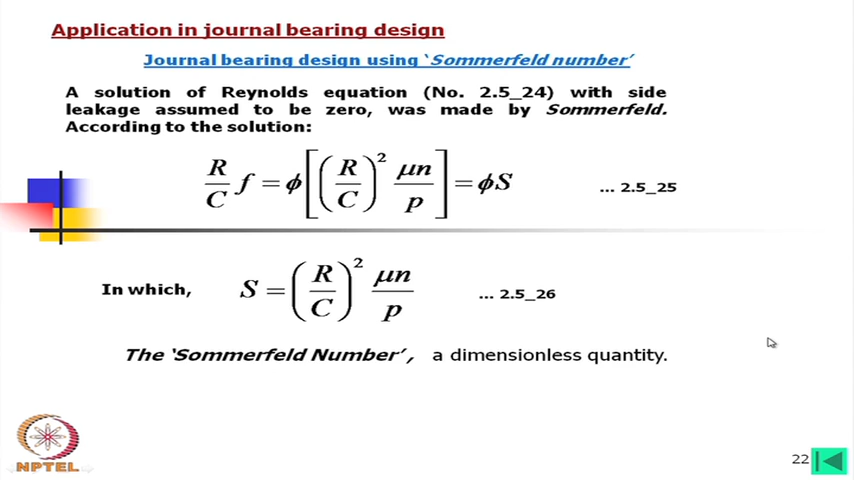 Application in journal bearing design
Journal bearing design using ‘Sommerfeld number’
A solution of Reynolds equation (No. 2.5_24) with side
leakage assumed to be zero, was made by Sommerfeld.
According to the solution:
R/C f = ϕ[(R/C)² μn/p] = ϕS ... 2.5_25
In which, S = (R/C)² μn/p ... 2.5_26
The ‘Sommerfeld Number’, a dimensionless quantity.
NPTEL
22